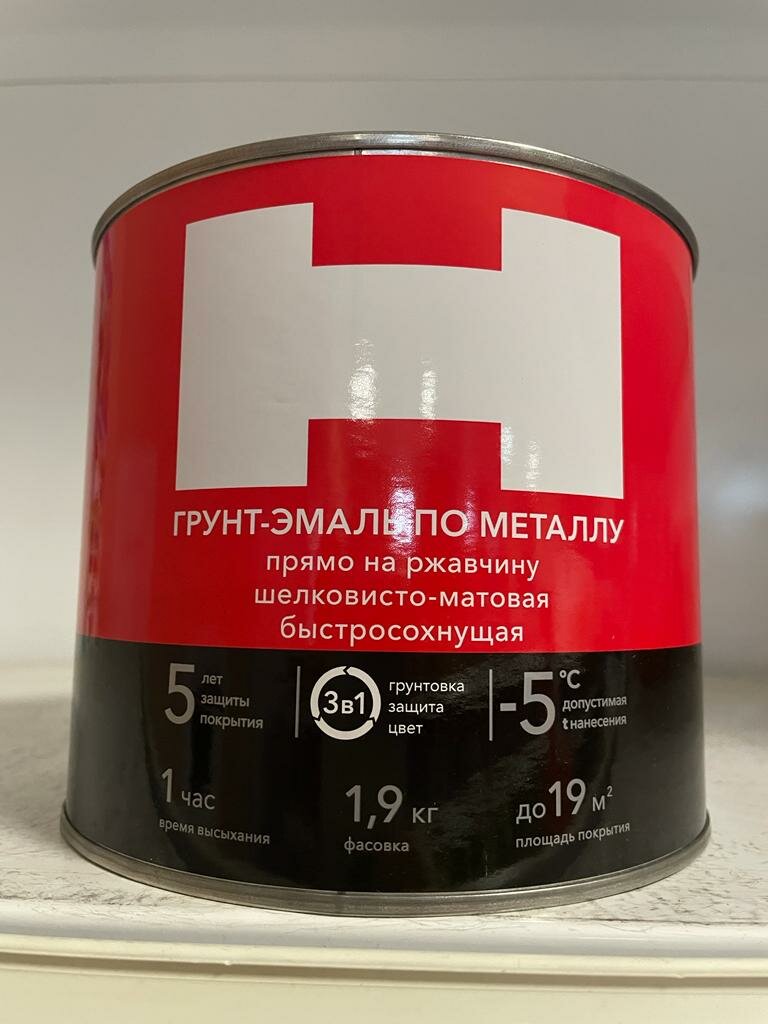 Н
ГРУНТ-ЭМАЛЬ ПО МЕТАЛЛУ
прямо на ржавчину
шелковисто-матовая
быстросохнущая
5 лет
защиты
покрытия
3в1
грунтовка
защита
цвет
-5 °С
допустимая
t нанесения
1 час
время высыхания
1,9 кг
фасовка
до 19 м²
площадь покрытия